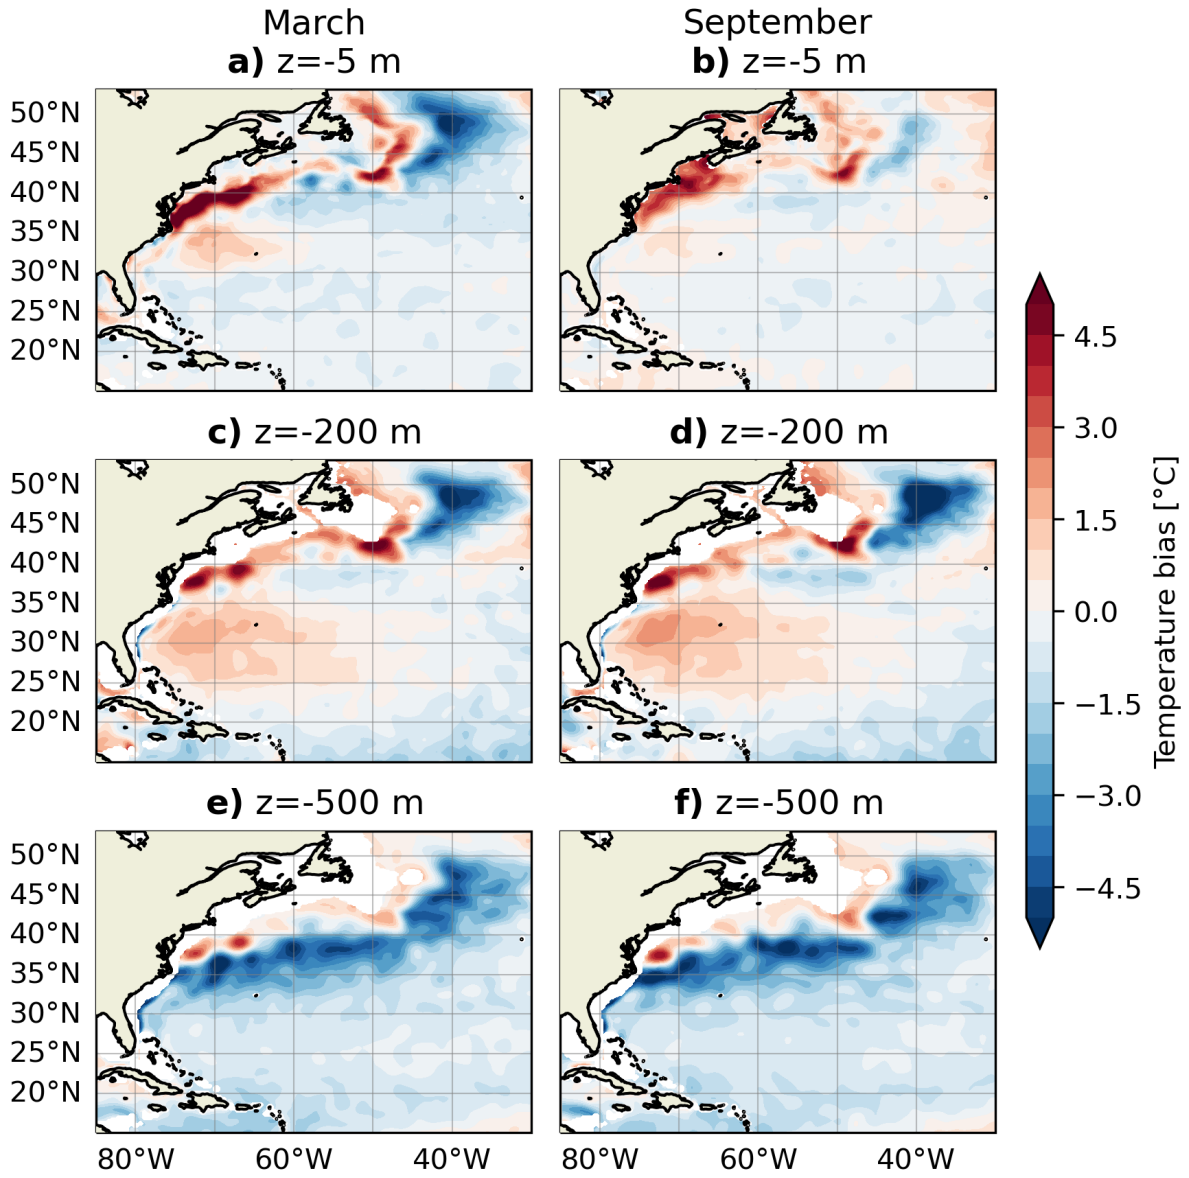 March
September
a) z=-5 m
b) z=-5 m
50°N
45°N
40°N
35°N
30°N
25°N
20°N
c) z=-200 m
d) z=-200 m
50°N
45°N
40°N
35°N
30°N
25°N
20°N
e) z=-500 m
f) z=-500 m
50°N
45°N
40°N
35°N
30°N
25°N
20°N
80°W
60°W
40°W
80°W
60°W
40°W
4.5
3.0
1.5
0.0
−1.5
−3.0
−4.5
Temperature bias [°C]